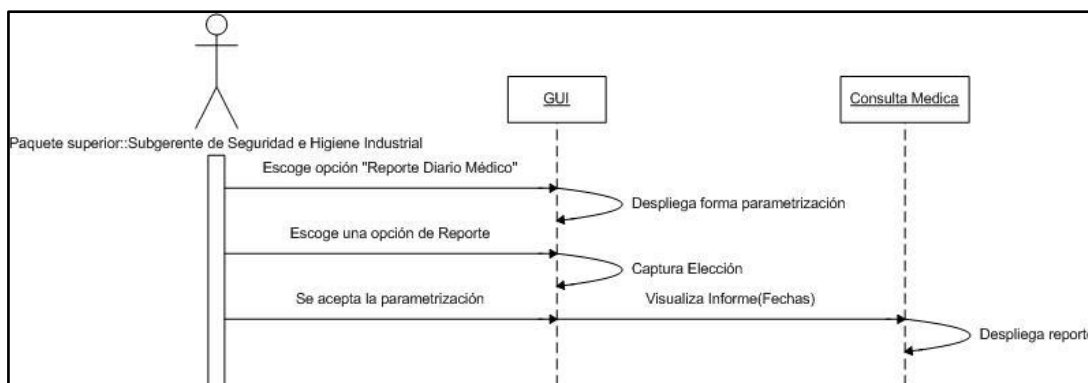 GUI
Consulta Medica
Paquete superior::Subgerente de Seguridad e Higiene Industrial
Escoge opción "Reporte Diario Médico"
Despliega forma parametrización
Escoge una opción de Reporte
Captura Elección
Se acepta la parametrización
Visualiza Informe(Fechas)
Despliega reporte